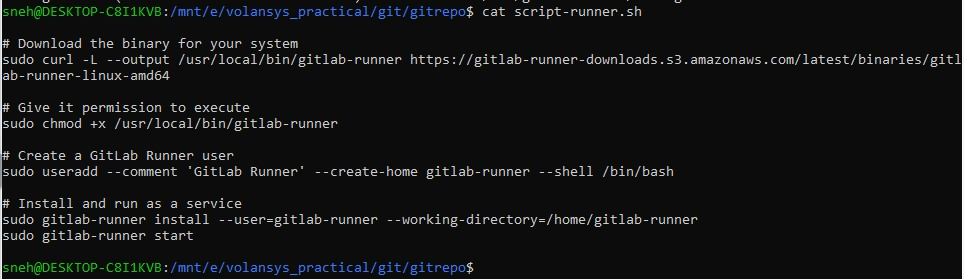 sneh@DESKTOP-C8I1KVB:/mnt/e/volansys_practical/git/gitrepo$ cat script-runner.sh
# Download the binary for your system
sudo curl -L --output /usr/local/bin/gitlab-runner https://gitlab-runner-downloads.s3.amazonaws.com/latest/binaries/gitl
ab-runner-linux-amd64
# Give it permission to execute
sudo chmod +x /usr/local/bin/gitlab-runner
# Create a GitLab Runner user
sudo useradd --comment 'GitLab Runner' --create-home gitlab-runner --shell /bin/bash
# Install and run as a service
sudo gitlab-runner install --user=gitlab-runner --working-directory=/home/gitlab-runner
sudo gitlab-runner start
sneh@DESKTOP-C8I1KVB:/mnt/e/volansys_practical/git/gitrepo$